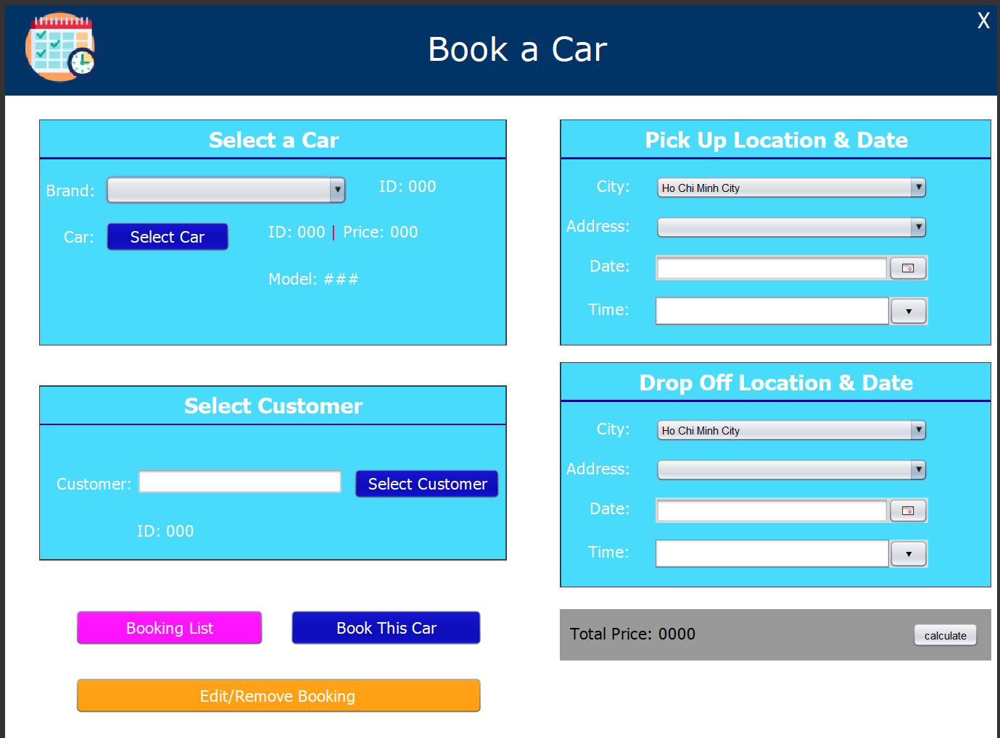 X
Book a Car
Select a Car
Brand:
ID: 000
Car:
Select Car
ID: 000 | Price: 000
Model: ###
Select Customer
Customer:
Select Customer
ID: 000
Booking List
Book This Car
Edit/Remove Booking
Pick Up Location & Date
City:
Ho Chi Minh City
Address:
Date:
Time:
Drop Off Location & Date
City:
Ho Chi Minh City
Address:
Date:
Time:
Total Price: 0000
calculate